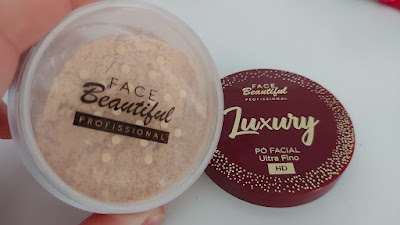 FACE
Beautiful
PROFISSIONAL
FACE
Beautiful
PROFISSIONAL
Luxury
PÓ FACIAL
Ultra Fino
HD